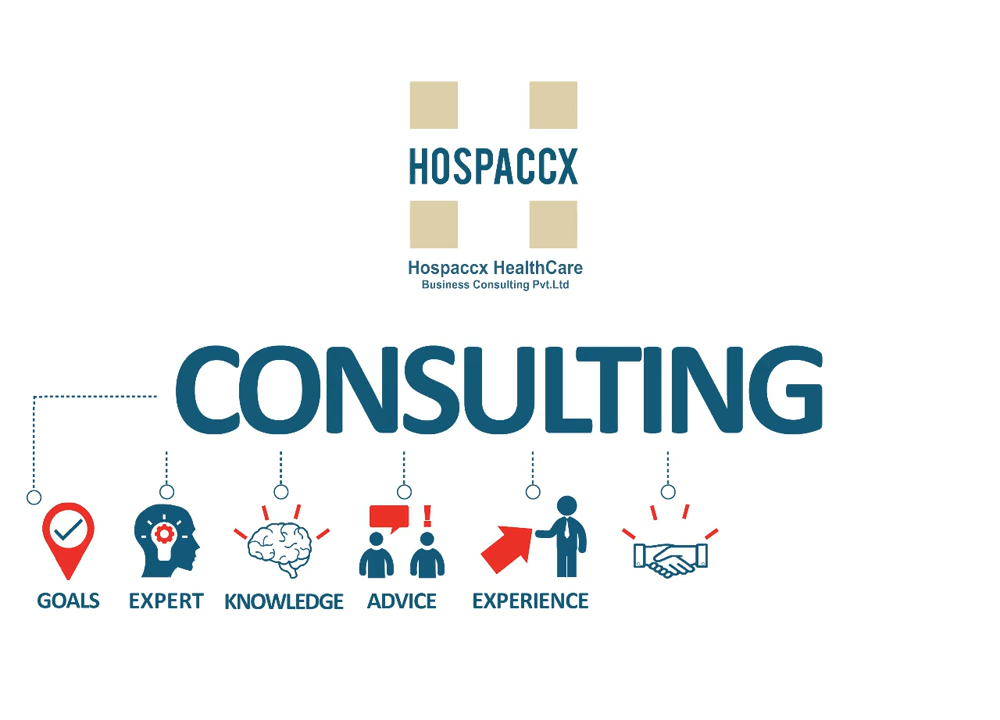 HOSPACCX
Hospaccx HealthCare
Business Consulting Pvt.Ltd
CONSULTING
GOALS EXPERT KNOWLEDGE ADVICE EXPERIENCE